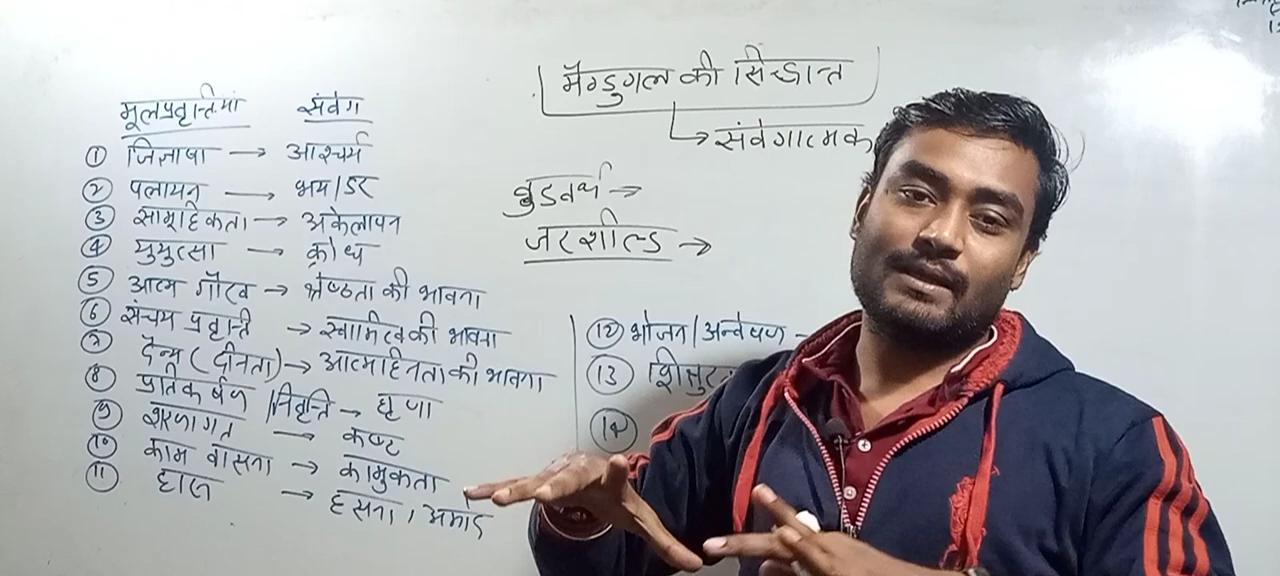 मैग्डुगल की सिद्धान्त
संवेगात्मक
वुडवर्थ →
जरशील्ड →
मूलप्रवृत्तियां संवेग
① जिज्ञाषा → आश्चर्य
② पलायन → भय/डर
③ सामूहिकता → अकेलापन
④ युयुत्सा → क्रोध
⑤ आत्म गौरव → श्रेष्ठता की भावना
⑥ संचय प्रवृत्ति → स्वामित्व की भावना
⑦ दैन्य (दीनता) → आत्महिनता की भावना
⑧ प्रतिकर्षण / निवृत्ति → घृणा
⑨ शरणागत → कष्ट
⑩ काम वासना → कामुकता
⑪ हास → हसना, अमोद
⑫ भोजन/अन्वेषण →
⑬
⑭